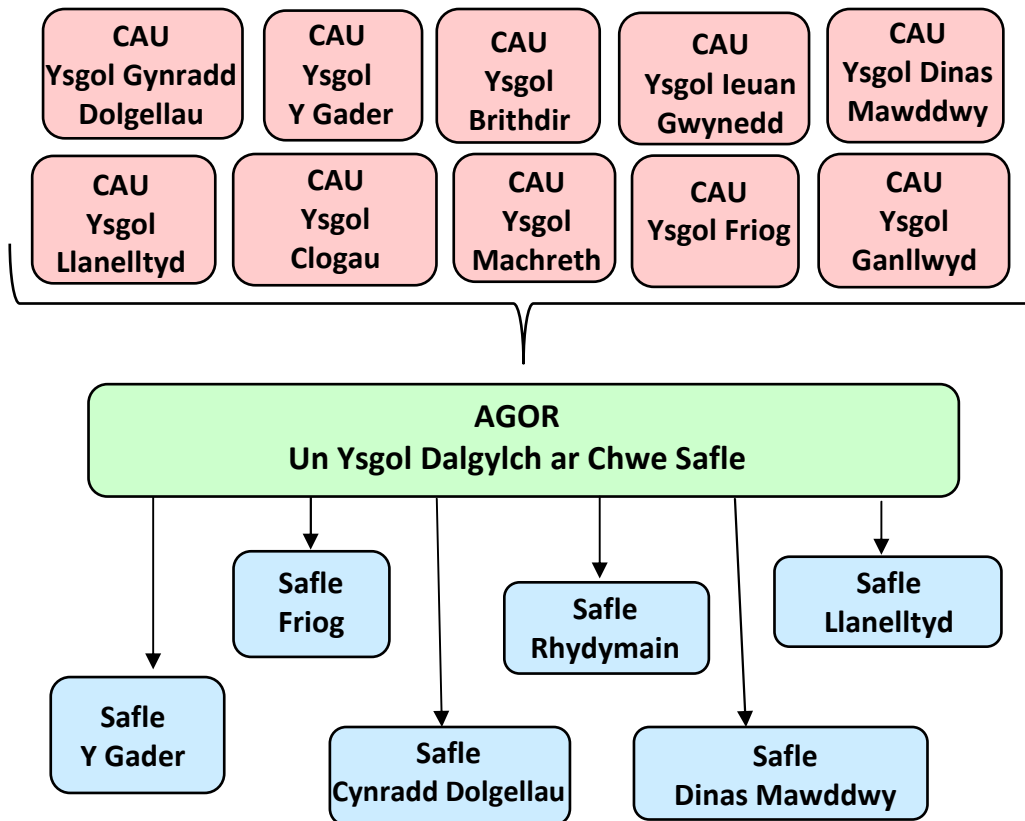 CAU
Ysgol Gynradd
Dolgellau
CAU
Ysgol
Y Gader
CAU
Ysgol
Brithdir
CAU
Ysgol Ieuan
Gwynedd
CAU
Ysgol Dinas
Mawddwy
CAU
Ysgol
Llanelltyd
CAU
Ysgol
Clogau
CAU
Ysgol
Machreth
CAU
Ysgol Friog
CAU
Ysgol
Ganllwyd
AGOR
Un Ysgol Dalgylch ar Chwe Safle
Safle
Friog
Safle
Rhydymain
Safle
Llanelltyd
Safle
Y Gader
Safle
Cynradd Dolgellau
Safle
Dinas Mawddwy